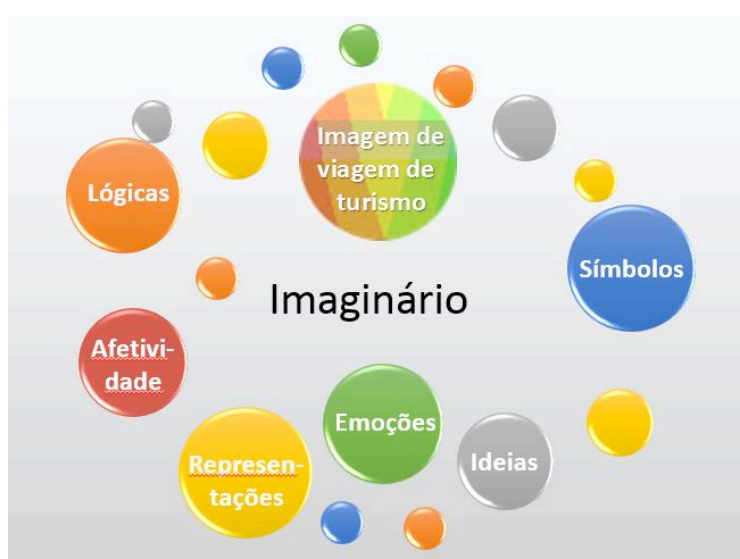 Imagem de
viagem de
turismo
Lógicas
Símbolos
Imaginário
Afetivi-
dade
Emoções
Represen-
tações
Ideias